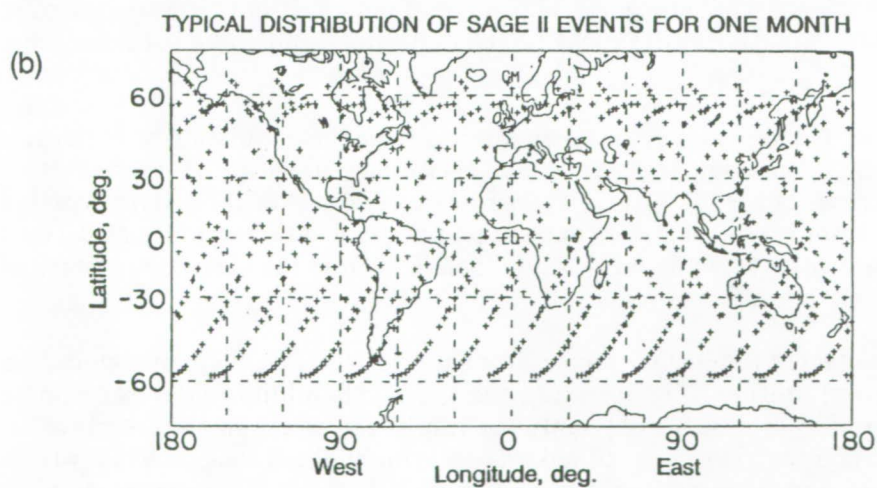 TYPICAL DISTRIBUTION OF SAGE II EVENTS FOR ONE MONTH
(b)
60
30
0
-30
-60
Latitude, deg.
180 90 0 90 180
West East
Longitude, deg.